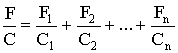 F/C = F₁/C₁ + F₂/C₂ + ... + Fₙ/Cₙ